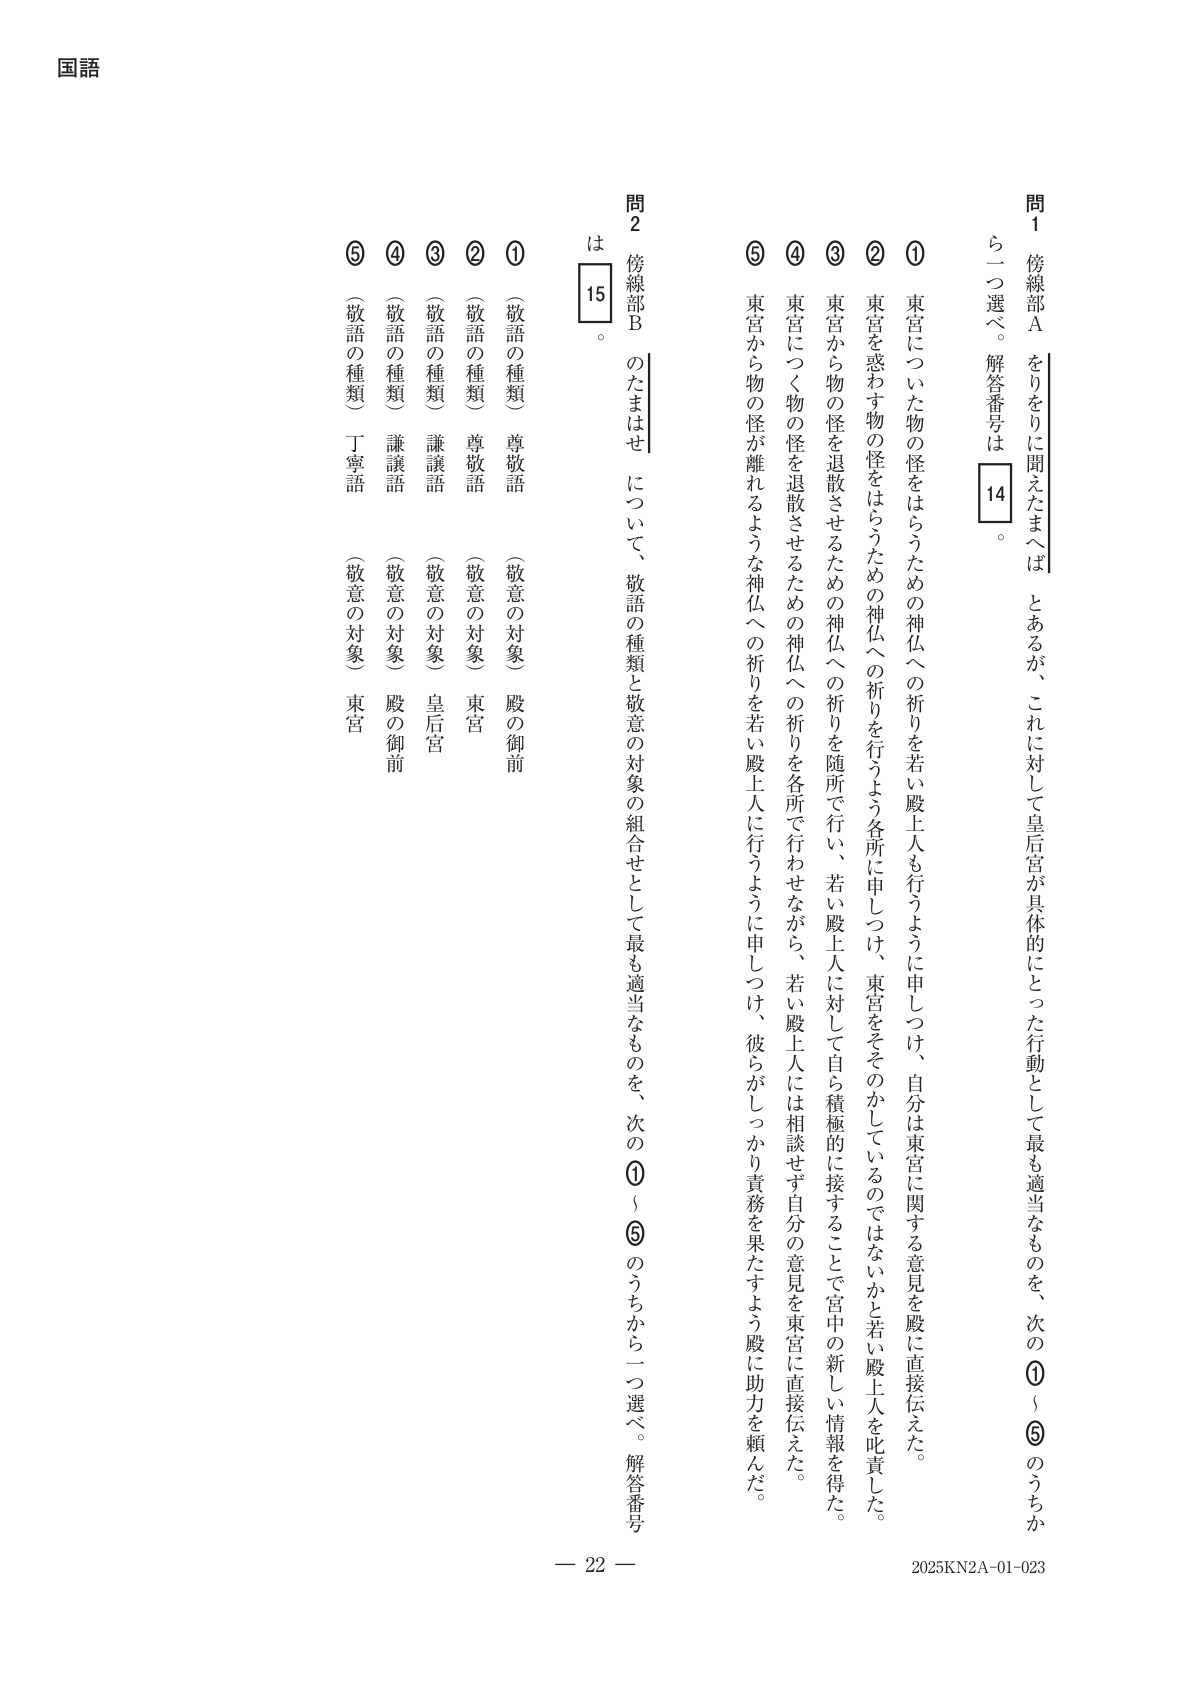 国語
問1 傍線部A をりをりに聞えたまへば とあるが、これに対して皇后宮が具体的にとった行動として最も適当なものを、次の①～⑤のうちか
ら一つ選べ。解答番号は 14 。
① 東宮についた物の怪をはらうための神仏への祈りを若い殿上人も行うように申しつけ、自分は東宮に関する意見を殿に直接伝えた。
② 東宮を惑わす物の怪をはらうための神仏への祈りを行うよう各所に申しつけ、東宮をそそのかしているのではないかと若い殿上人を叱責した。
③ 東宮から物の怪を退散させるための神仏への祈りを随所で行い、若い殿上人に対して自ら積極的に接することで宮中の新しい情報を得た。
④ 東宮につく物の怪を退散させるための神仏への祈りを各所で行わせながら、若い殿上人には相談せず自分の意見を東宮に直接伝えた。
⑤ 東宮から物の怪が離れるような神仏への祈りを若い殿上人に行うように申しつけ、彼らがしっかり責務を果たすよう殿に助力を頼んだ。
問2 傍線部B のたまはせ について、敬語の種類と敬意の対象の組合せとして最も適当なものを、次の①～⑤のうちから一つ選べ。解答番号
は 15 。
① （敬語の種類） 尊敬語 （敬意の対象） 殿の御前
② （敬語の種類） 尊敬語 （敬意の対象） 東宮
③ （敬語の種類） 謙譲語 （敬意の対象） 皇后宮
④ （敬語の種類） 謙譲語 （敬意の対象） 殿の御前
⑤ （敬語の種類） 丁寧語 （敬意の対象） 東宮
― 22 ―
2025KN2A-01-023